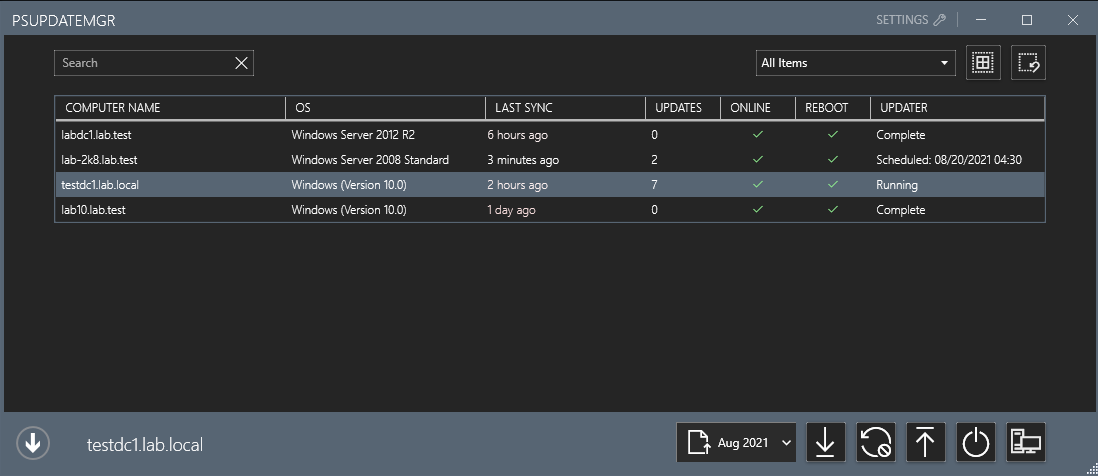 PSUPDATEMGR SETTINGS
Search All Items
COMPUTER NAME OS LAST SYNC UPDATES ONLINE REBOOT UPDATER
labdc1.lab.test Windows Server 2012 R2 6 hours ago 0 Complete
lab-2k8.lab.test Windows Server 2008 Standard 3 minutes ago 2 Scheduled: 08/20/2021 04:30
testdc1.lab.local Windows (Version 10.0) 2 hours ago 7 Running
lab10.lab.test Windows (Version 10.0) 1 day ago 0 Complete
testdc1.lab.local Aug 2021